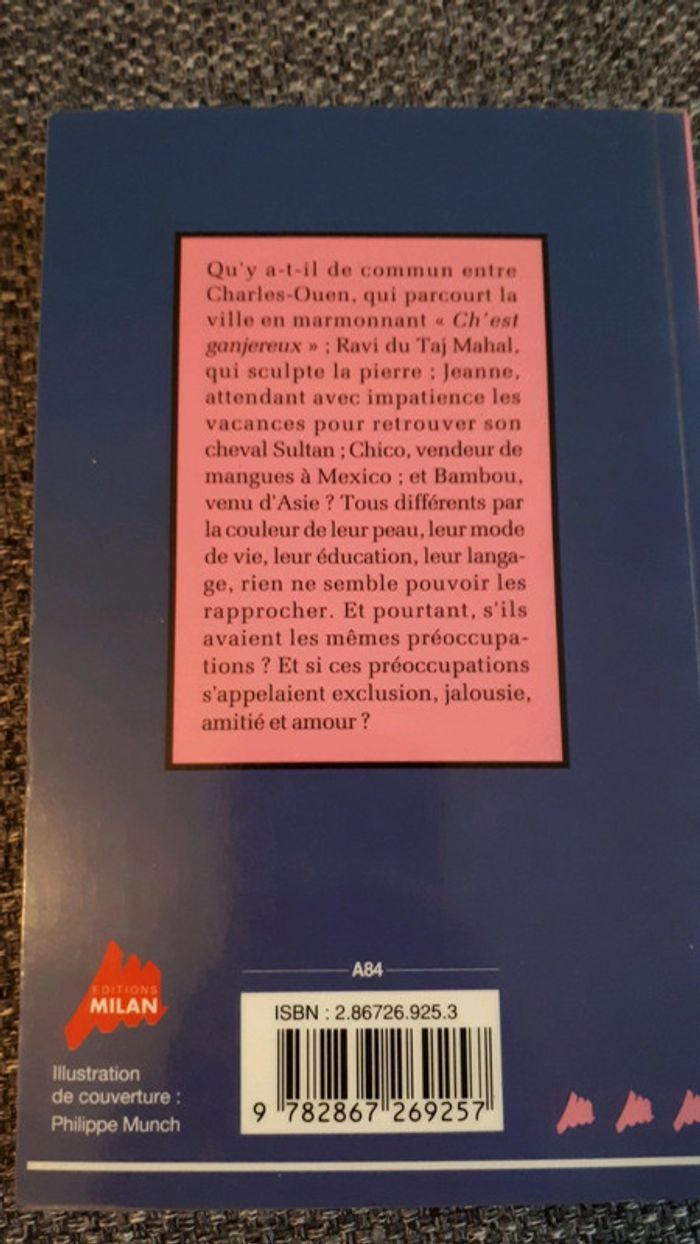 Qu'y a-t-il de commun entre
Charles-Ouen, qui parcourt la
ville en marmonnant « Ch'est
ganjereux » ; Ravi du Taj Mahal,
qui sculpte la pierre ; Jeanne,
attendant avec impatience les
vacances pour retrouver son
cheval Sultan ; Chico, vendeur de
mangues à Mexico ; et Bambou,
venu d'Asie ? Tous différents par
la couleur de leur peau, leur mode
de vie, leur éducation, leur langa-
ge, rien ne semble pouvoir les
rapprocher. Et pourtant, s'ils
avaient les mêmes préoccupa-
tions ? Et si ces préoccupations
s'appelaient exclusion, jalousie,
amitié et amour ?
EDITIONS
MILAN
Illustration
de couverture :
Philippe Munch
A84
ISBN : 2.86726.925.3
9 782867 269257